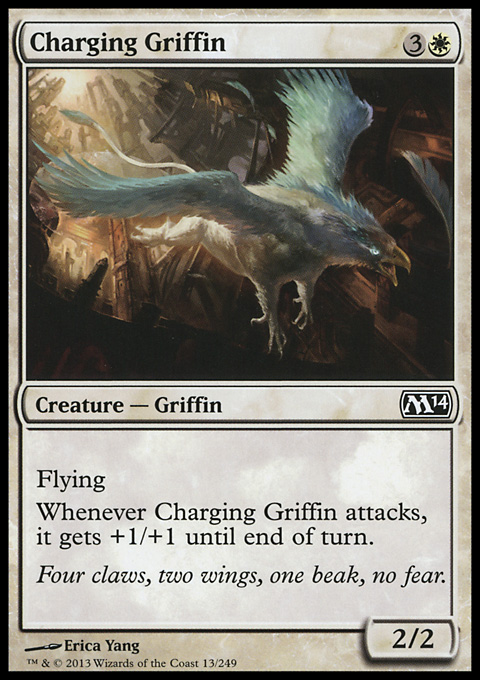 Charging Griffin 3
Creature — Griffin M14
Flying
Whenever Charging Griffin attacks,
it gets +1/+1 until end of turn.
Four claws, two wings, one beak, no fear.
Erica Yang
2/2
™ & © 2013 Wizards of the Coast 13/249